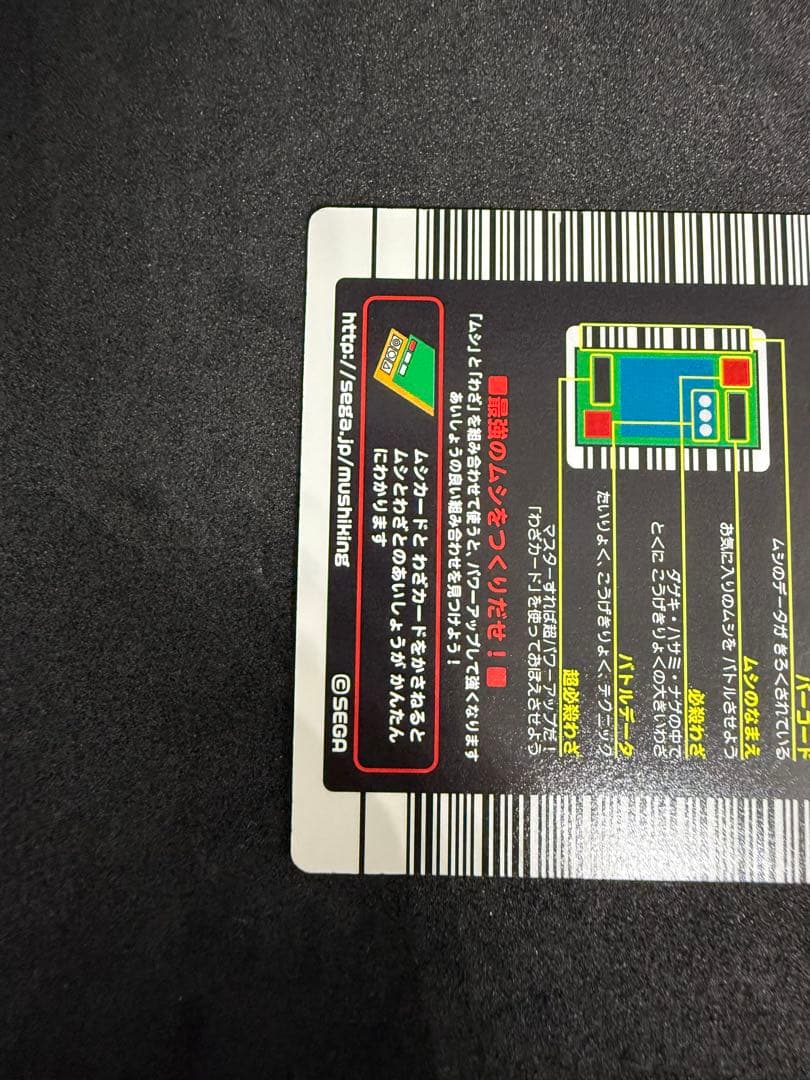 バーコード
ムシのデータが きろくされている
ムシのなまえ
お気に入りのムシを バトルさせよう
必殺わざ
ダゲキ・ハサミ・ナゲの中で
とくに こうげきりょくの大きいわざ
バトルデータ
たいりょく、こうげきりょく、テクニック
超必殺わざ
マスターすれば超パワーアップだ!
「わざカード」を使っておぼえさせよう
■最強のムシをつくりだせ!■
「ムシ」と「わざ」を組み合わせて使うと、パワーアップして強くなります
あいしょうの良い組み合わせを見つけよう!
ムシカードと わざカードをかさねると
ムシとわざとのあいしょうが かんたん
にわかります
http://sega.jp/mushiking
©SEGA